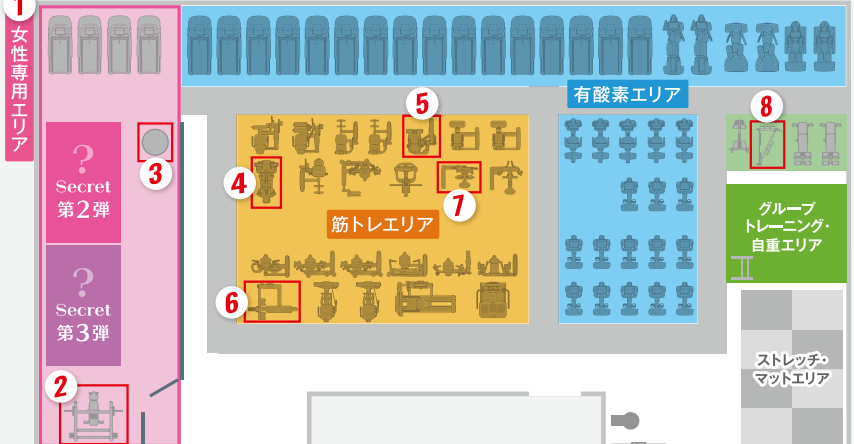 1
女性専用エリア
有酸素エリア
5
8
3
?
Secret
第2弾
4
7
筋トレエリア
グループ
トレーニング・
自重エリア
?
Secret
第3弾
6
ストレッチ・
マットエリア
2